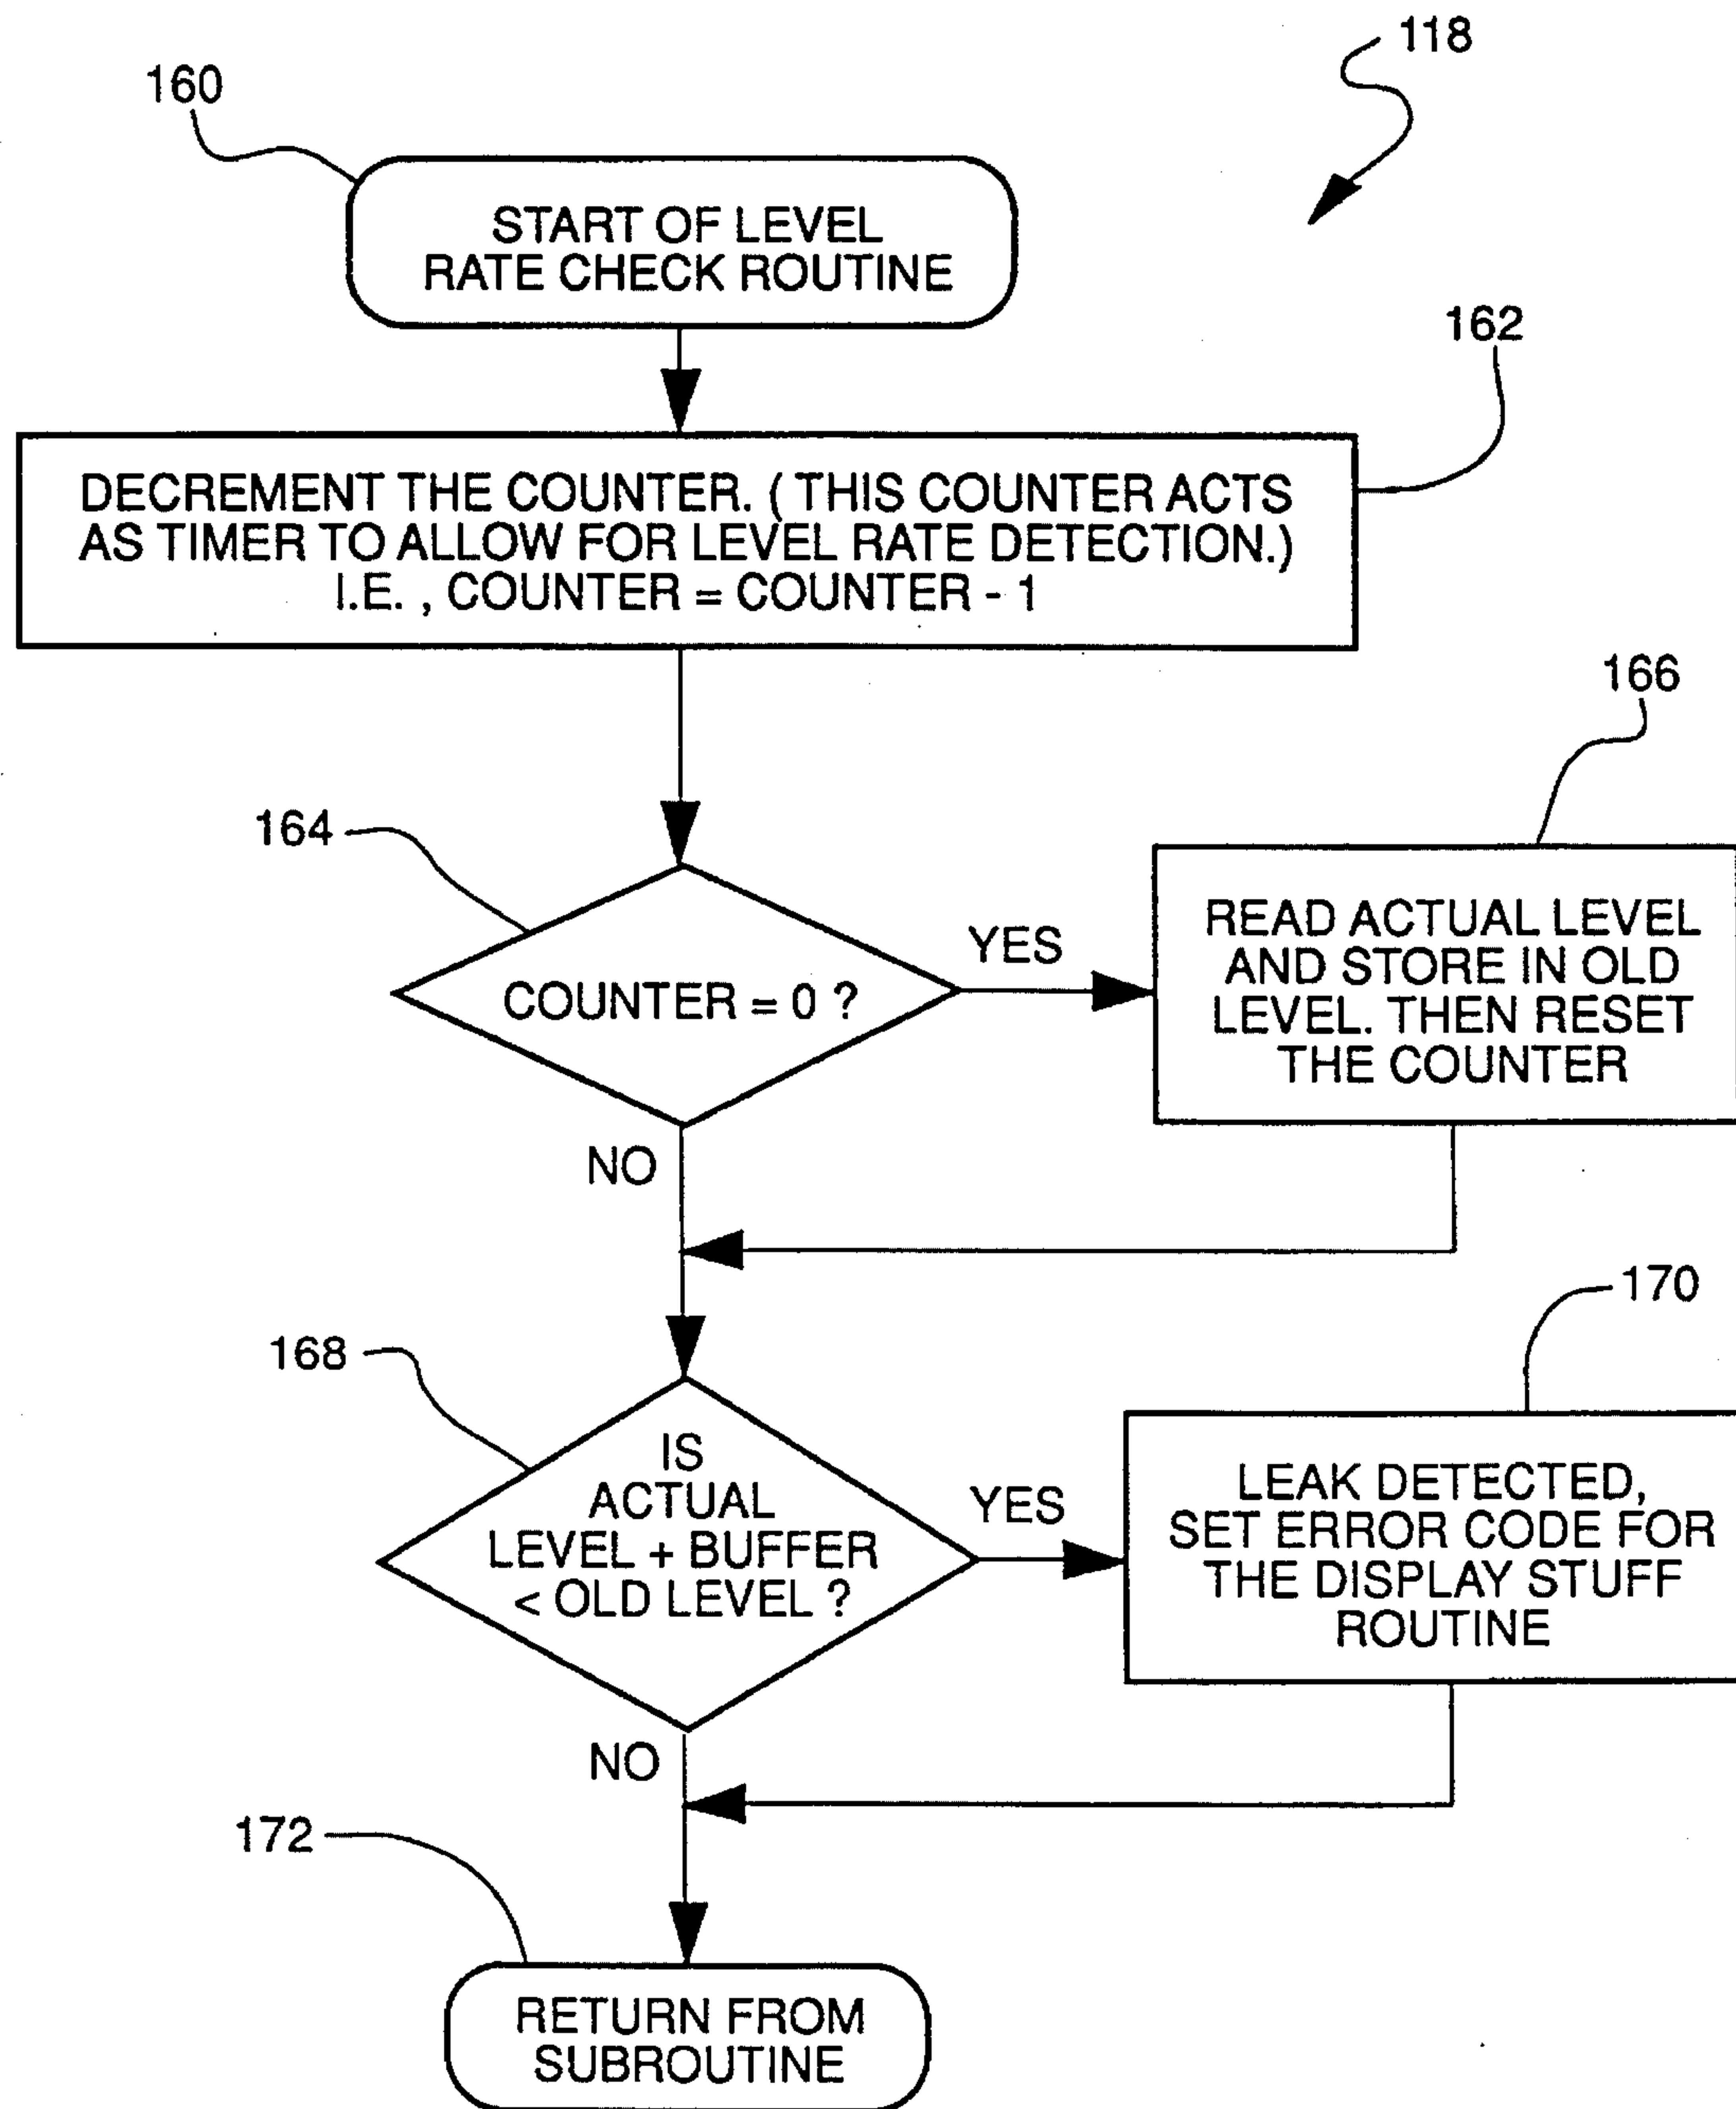 118
160
START OF LEVEL
RATE CHECK ROUTINE
162
DECREMENT THE COUNTER. ( THIS COUNTER ACTS
AS TIMER TO ALLOW FOR LEVEL RATE DETECTION.)
I.E. , COUNTER = COUNTER - 1
164
COUNTER = 0 ?
YES
166
READ ACTUAL LEVEL
AND STORE IN OLD
LEVEL. THEN RESET
THE COUNTER
NO
168
IS
ACTUAL
LEVEL + BUFFER
< OLD LEVEL ?
YES
170
LEAK DETECTED,
SET ERROR CODE FOR
THE DISPLAY STUFF
ROUTINE
NO
172
RETURN FROM
SUBROUTINE